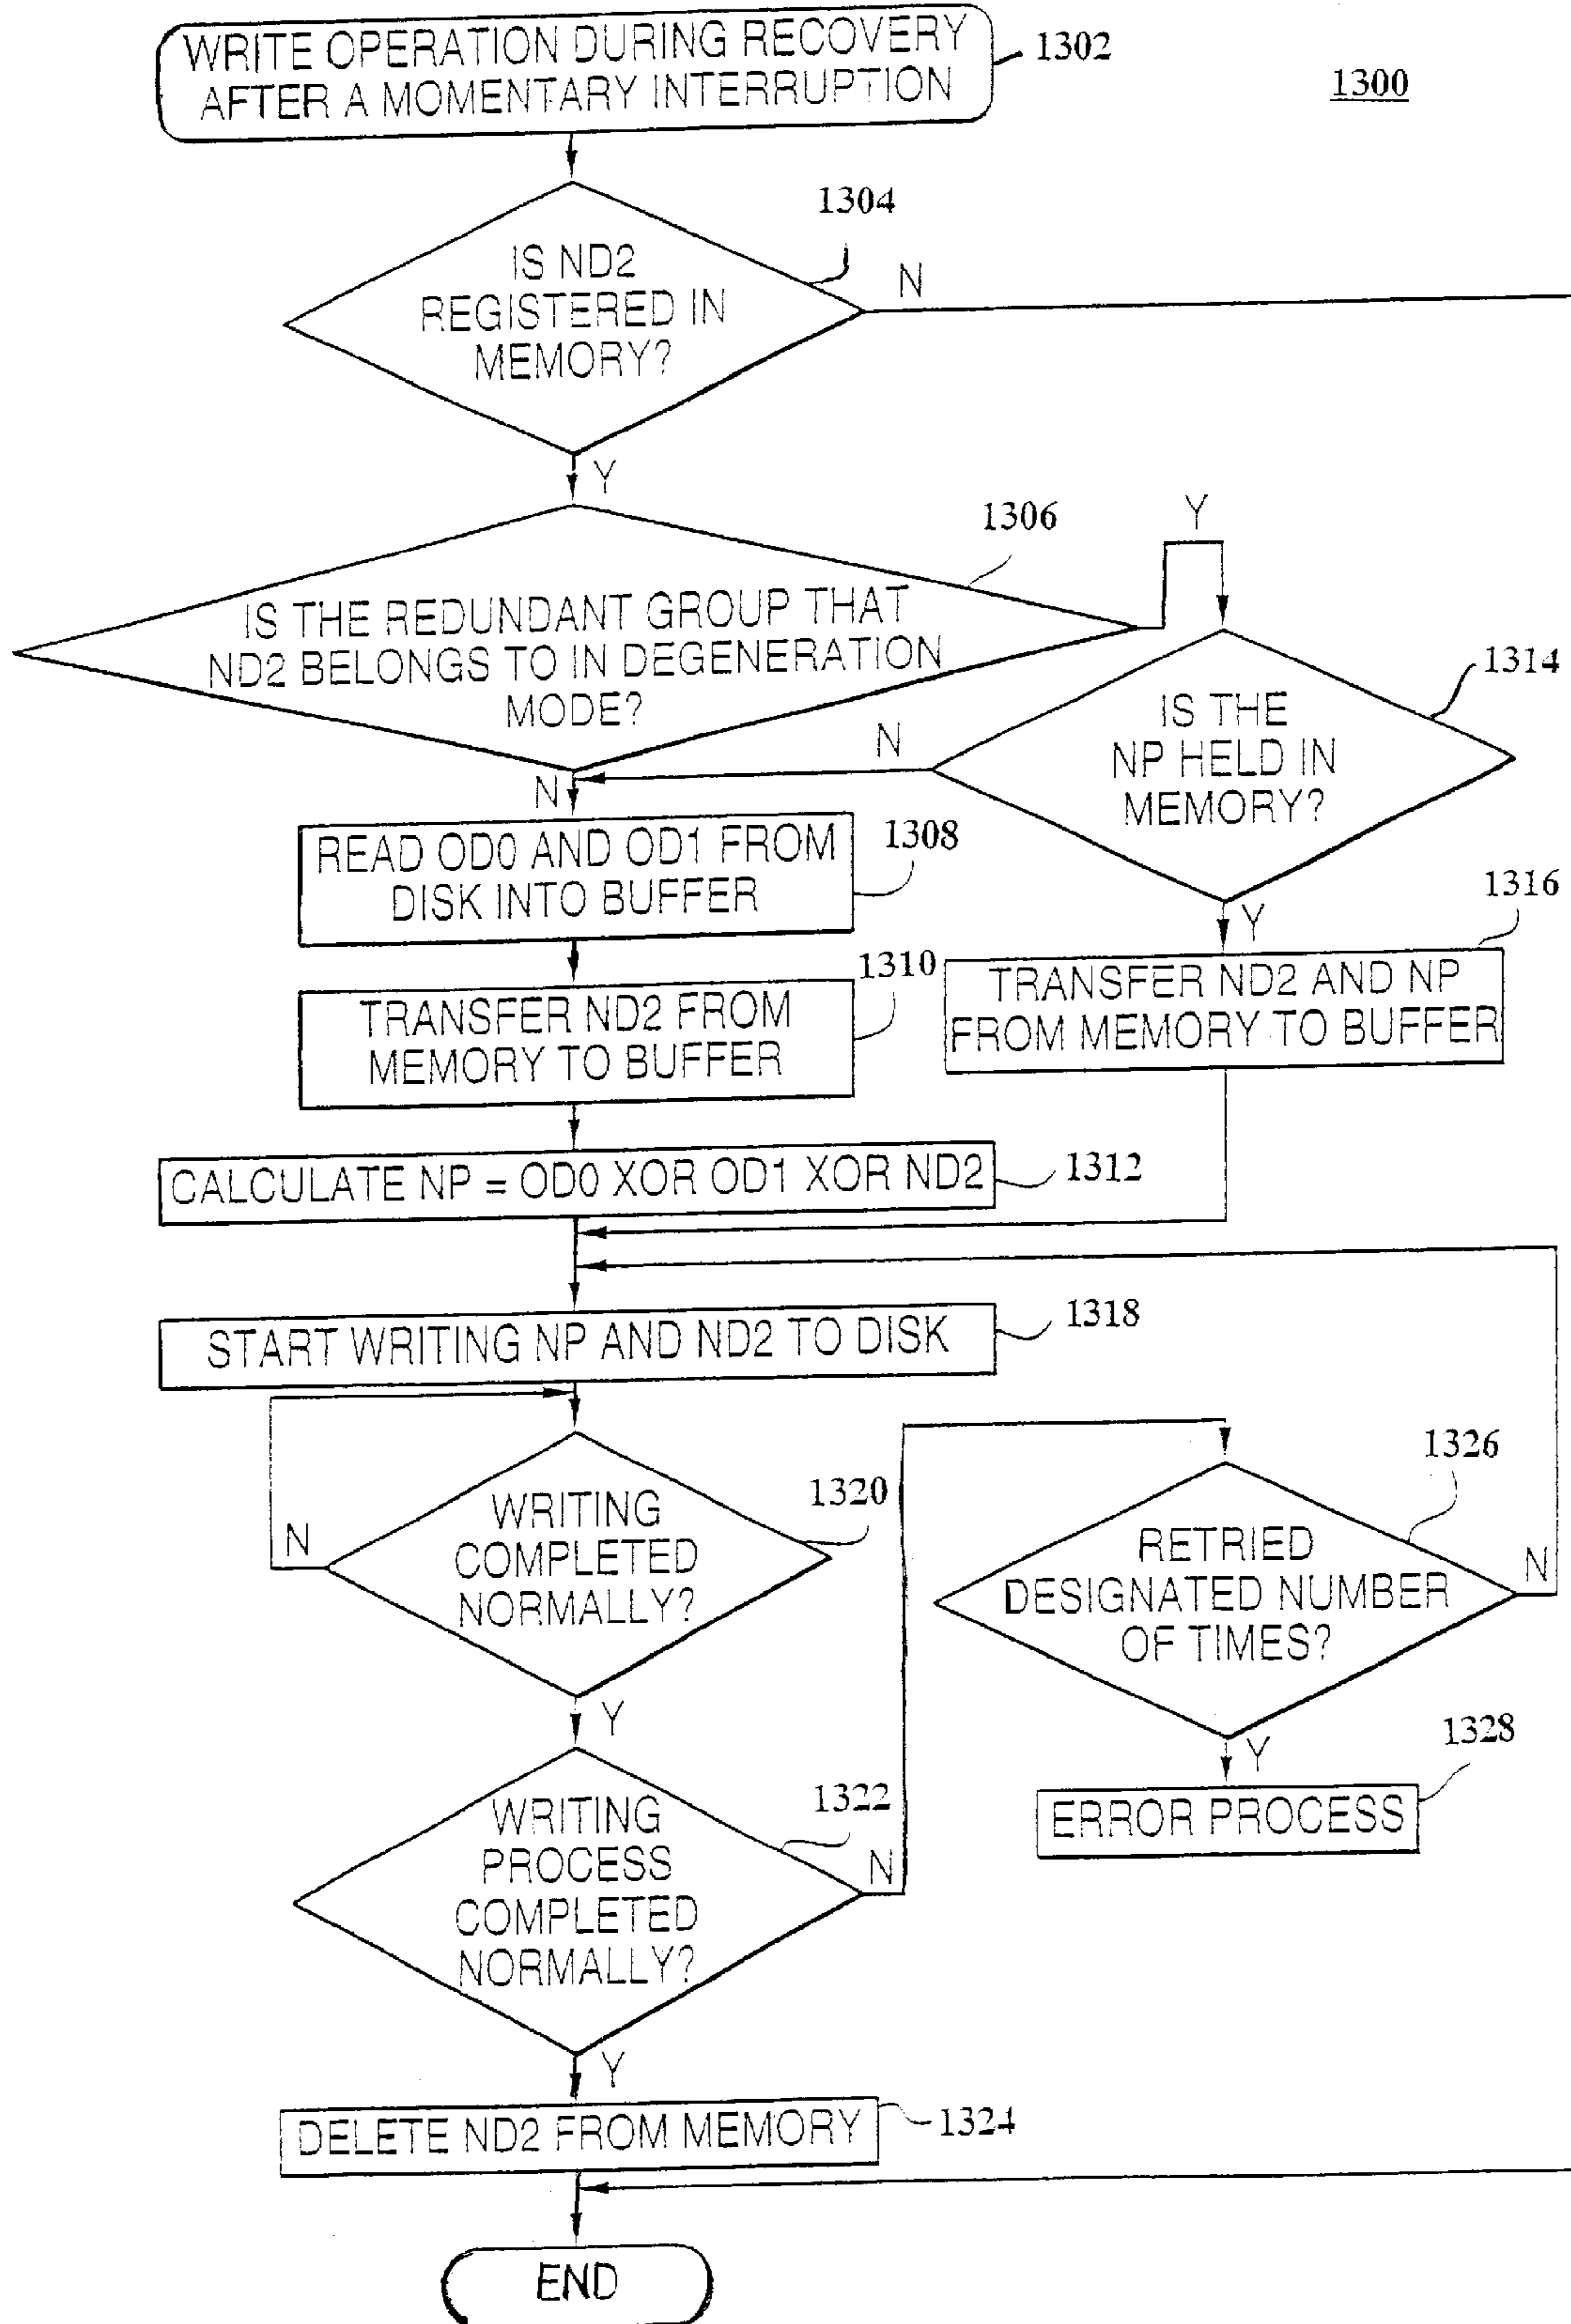 WRITE OPERATION DURING RECOVERY
AFTER A MOMENTARY INTERRUPTION
1302
1300
1304
IS ND2
REGISTERED IN
MEMORY?
N
Y
1306
Y
IS THE REDUNDANT GROUP THAT
ND2 BELONGS TO IN DEGENERATION
MODE?
1314
IS THE
NP HELD IN
MEMORY?
N
N
READ OD0 AND OD1 FROM
DISK INTO BUFFER
1308
Y
1316
TRANSFER ND2 FROM
MEMORY TO BUFFER
1310
TRANSFER ND2 AND NP
FROM MEMORY TO BUFFER
CALCULATE NP = OD0 XOR OD1 XOR ND2
1312
START WRITING NP AND ND2 TO DISK
1318
WRITING
COMPLETED
NORMALLY?
1320
N
Y
1326
RETRIED
DESIGNATED NUMBER
OF TIMES?
N
Y
1328
ERROR PROCESS
WRITING
PROCESS
COMPLETED
NORMALLY?
1322
N
Y
DELETE ND2 FROM MEMORY
1324
END